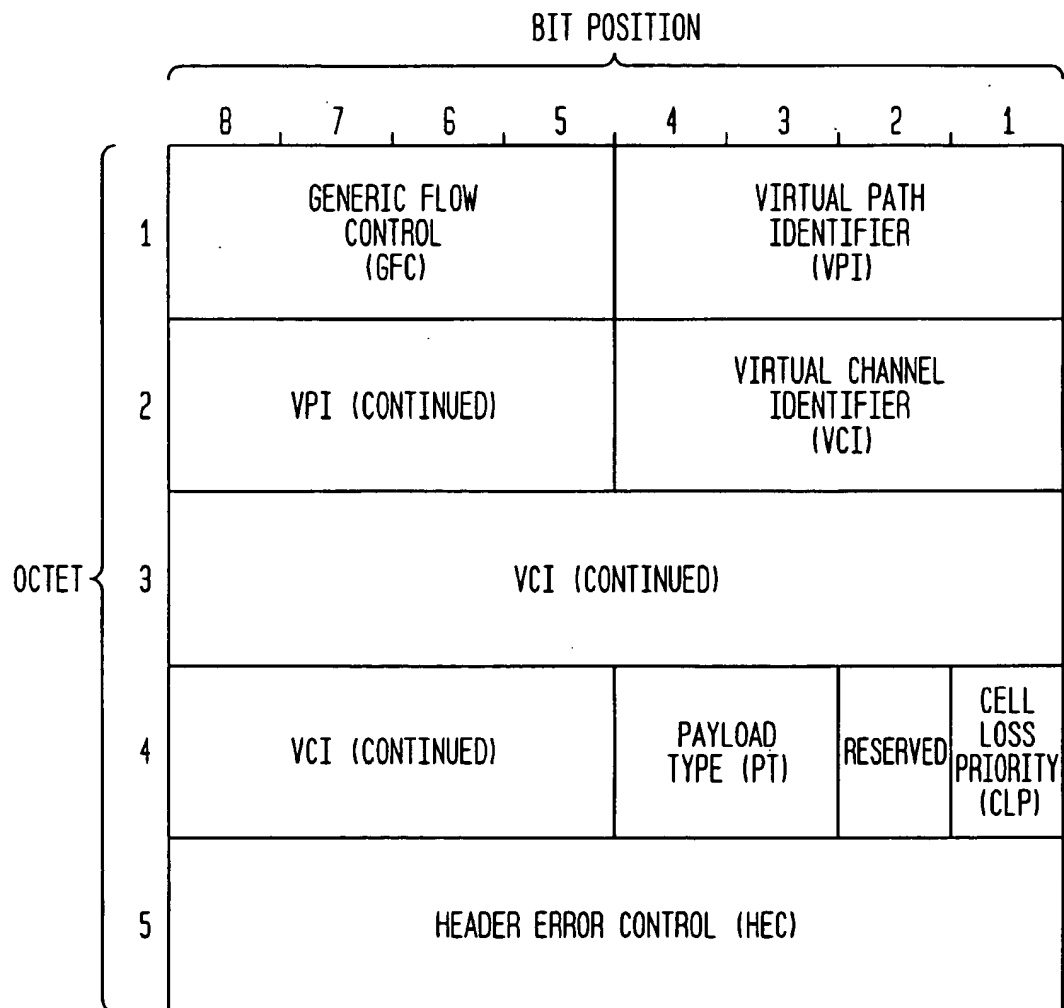 BIT POSITION
8 7 6 5 4 3 2 1
1
GENERIC FLOW
CONTROL
(GFC)
VIRTUAL PATH
IDENTIFIER
(VPI)
2
VPI (CONTINUED)
VIRTUAL CHANNEL
IDENTIFIER
(VCI)
OCTET
3
VCI (CONTINUED)
4
VCI (CONTINUED)
PAYLOAD
TYPE (PT)
RESERVED
CELL
LOSS
PRIORITY
(CLP)
5
HEADER ERROR CONTROL (HEC)